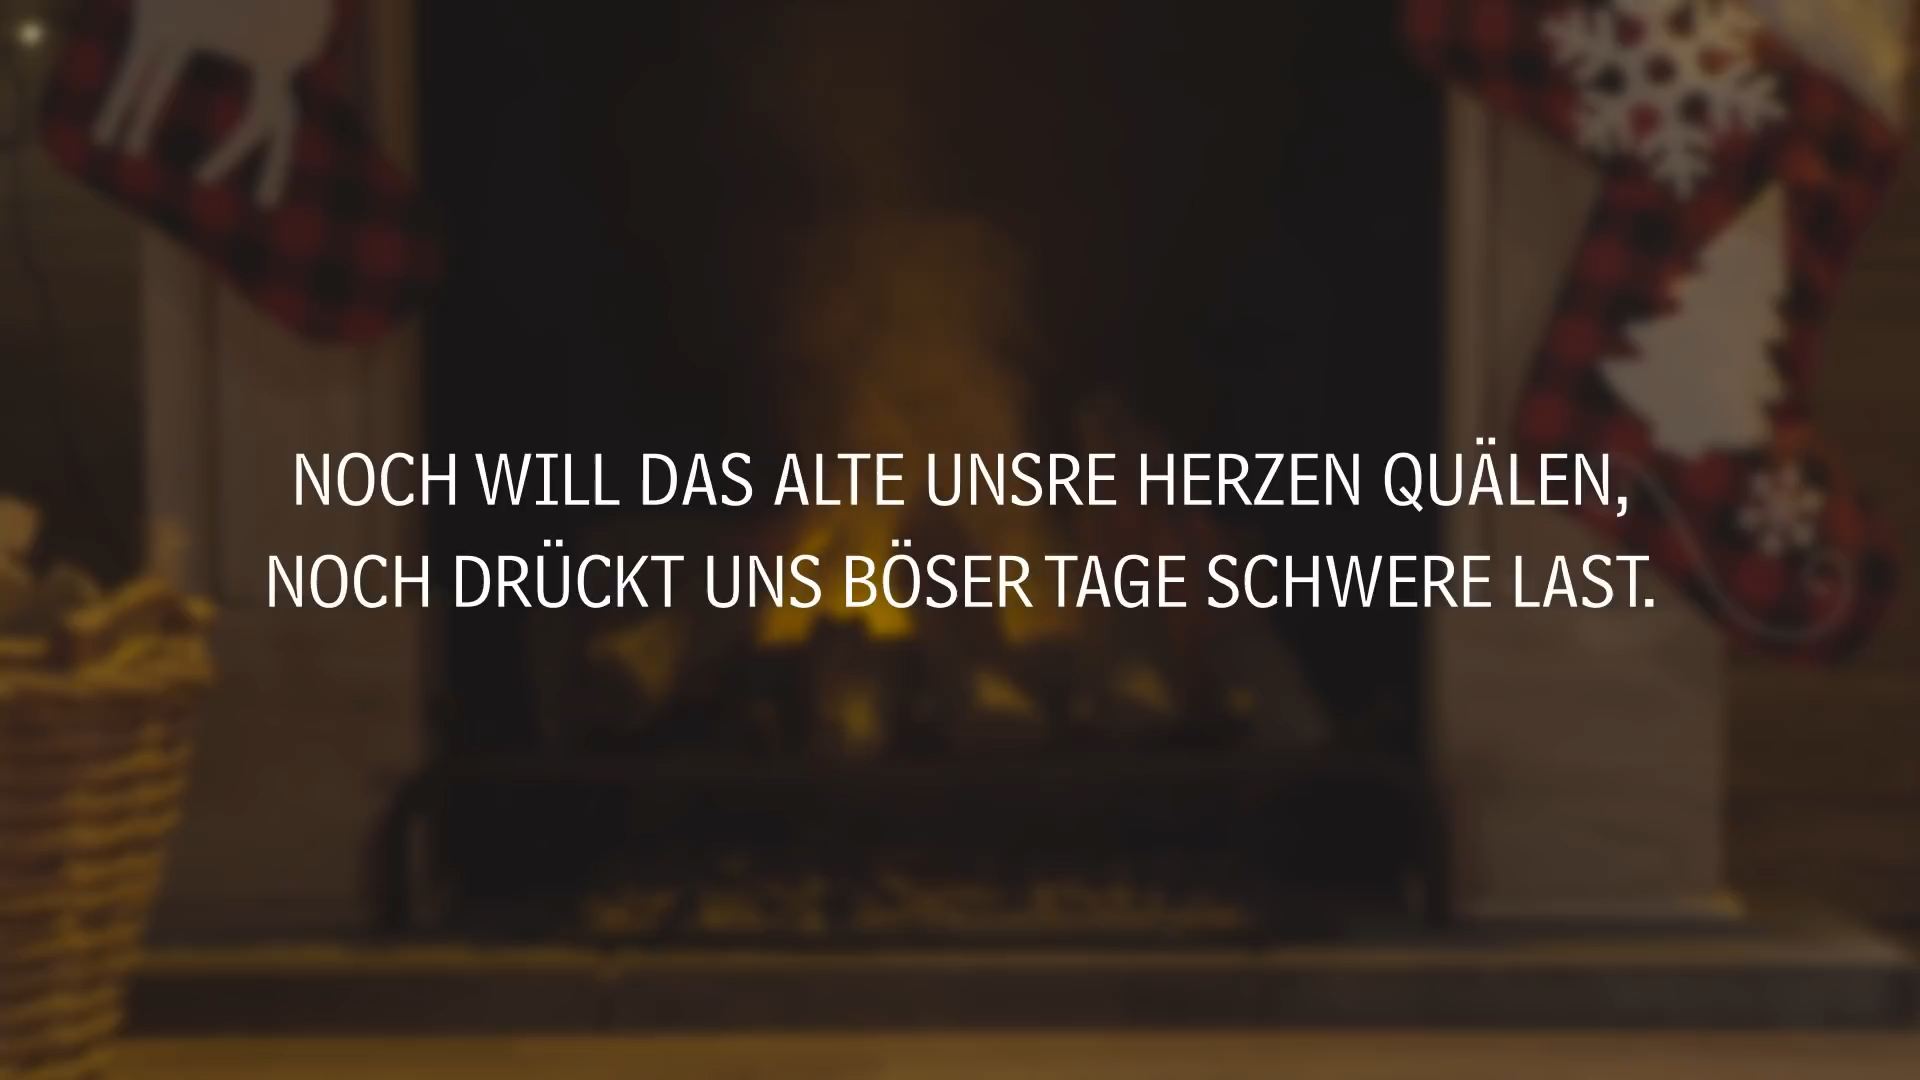 NOCH WILL DAS ALTE UNSRE HERZEN QUÄLEN,
NOCH DRÜCKT UNS BÖSER TAGE SCHWERE LAST.